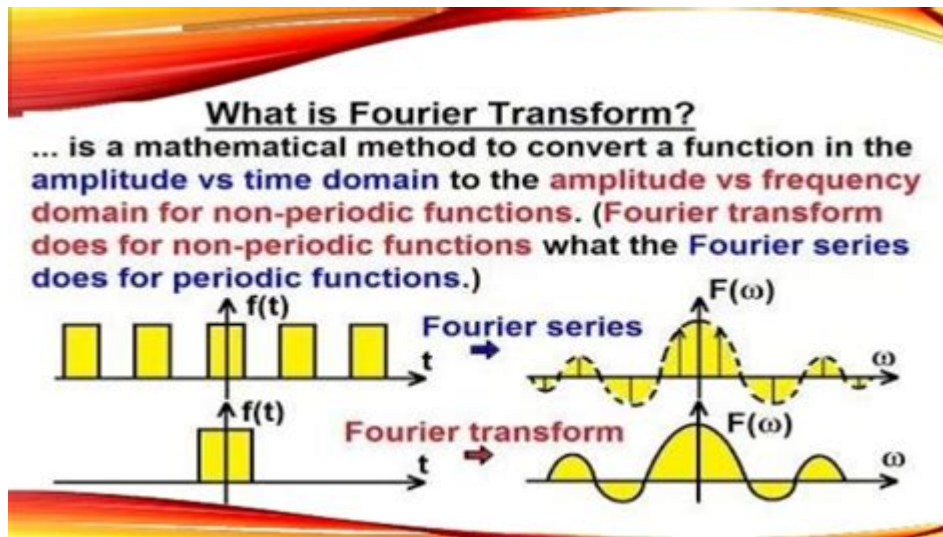 What is Fourier Transform?
... is a mathematical method to convert a function in the
amplitude vs time domain to the amplitude vs frequency
domain for non-periodic functions. (Fourier transform
does for non-periodic functions what the Fourier series
does for periodic functions.)
f(t)
t
Fourier series
F(ω)
ω
f(t)
t
Fourier transform
F(ω)
ω